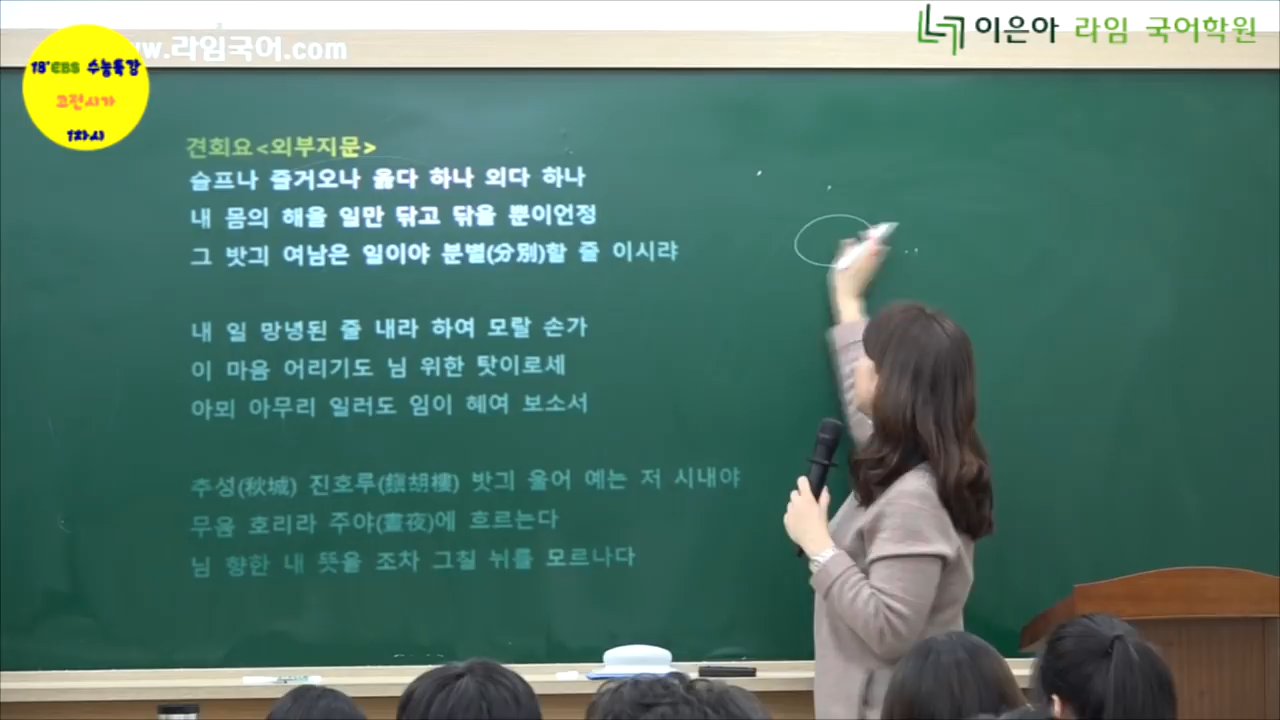 이은아 라임 국어학원
w.라임국어.com
18'EBS 수능특강
고전시가
1차시
견회요<외부지문>
슬프나 즐거오나 옳다 하나 외다 하나
내 몸의 해올 일만 닦고 닦을 뿐이언정
그 밧긔 여남은 일이야 분별(分別)할 줄 이시랴
내 일 망녕된 줄 내라 하여 모랄 손가
이 마음 어리기도 님 위한 탓이로세
아뫼 아무리 일러도 임이 혜여 보소서
추성(秋城) 진호루(鎭胡樓) 밧긔 울어 예는 저 시내야
무음 호리라 주야(晝夜)에 흐르는다
님 향한 내 뜻을 조차 그칠 뉘를 모르나다